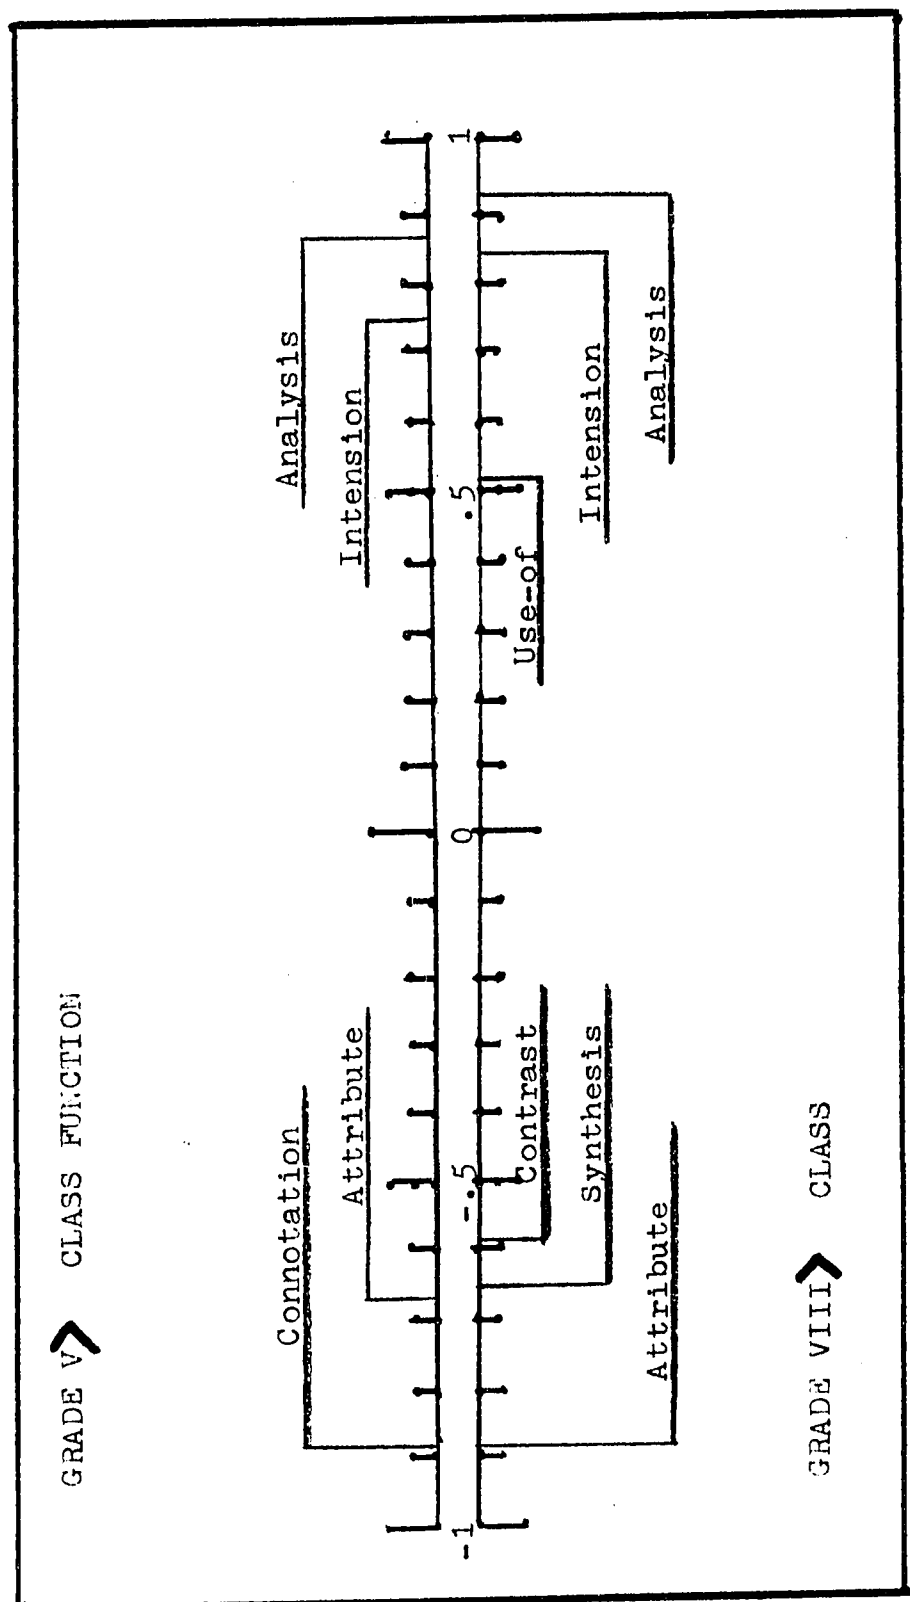 GRADE V > CLASS FUNCTION
Connotation
Attribute
Analysis
Intension
-1
-.5
0
.5
1
Contrast
Synthesis
Attribute
Use-of
Intension
Analysis
GRADE VIII > CLASS